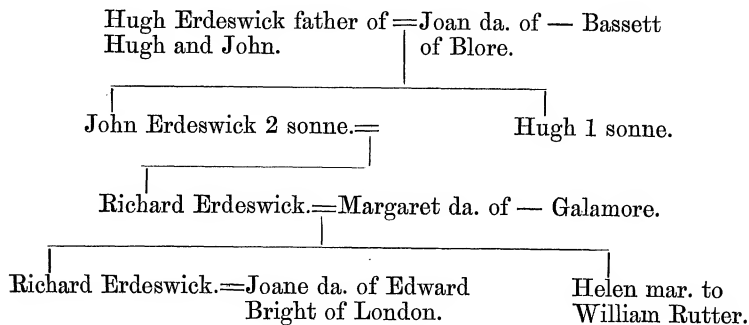 Hugh Erdeswick father of = Joan da. of — Bassett
Hugh and John. of Blore.
John Erdeswick 2 sonne. = Hugh 1 sonne.
Richard Erdeswick. = Margaret da. of — Galamore.
Richard Erdeswick. = Joane da. of Edward Helen mar. to
Bright of London. William Rutter.